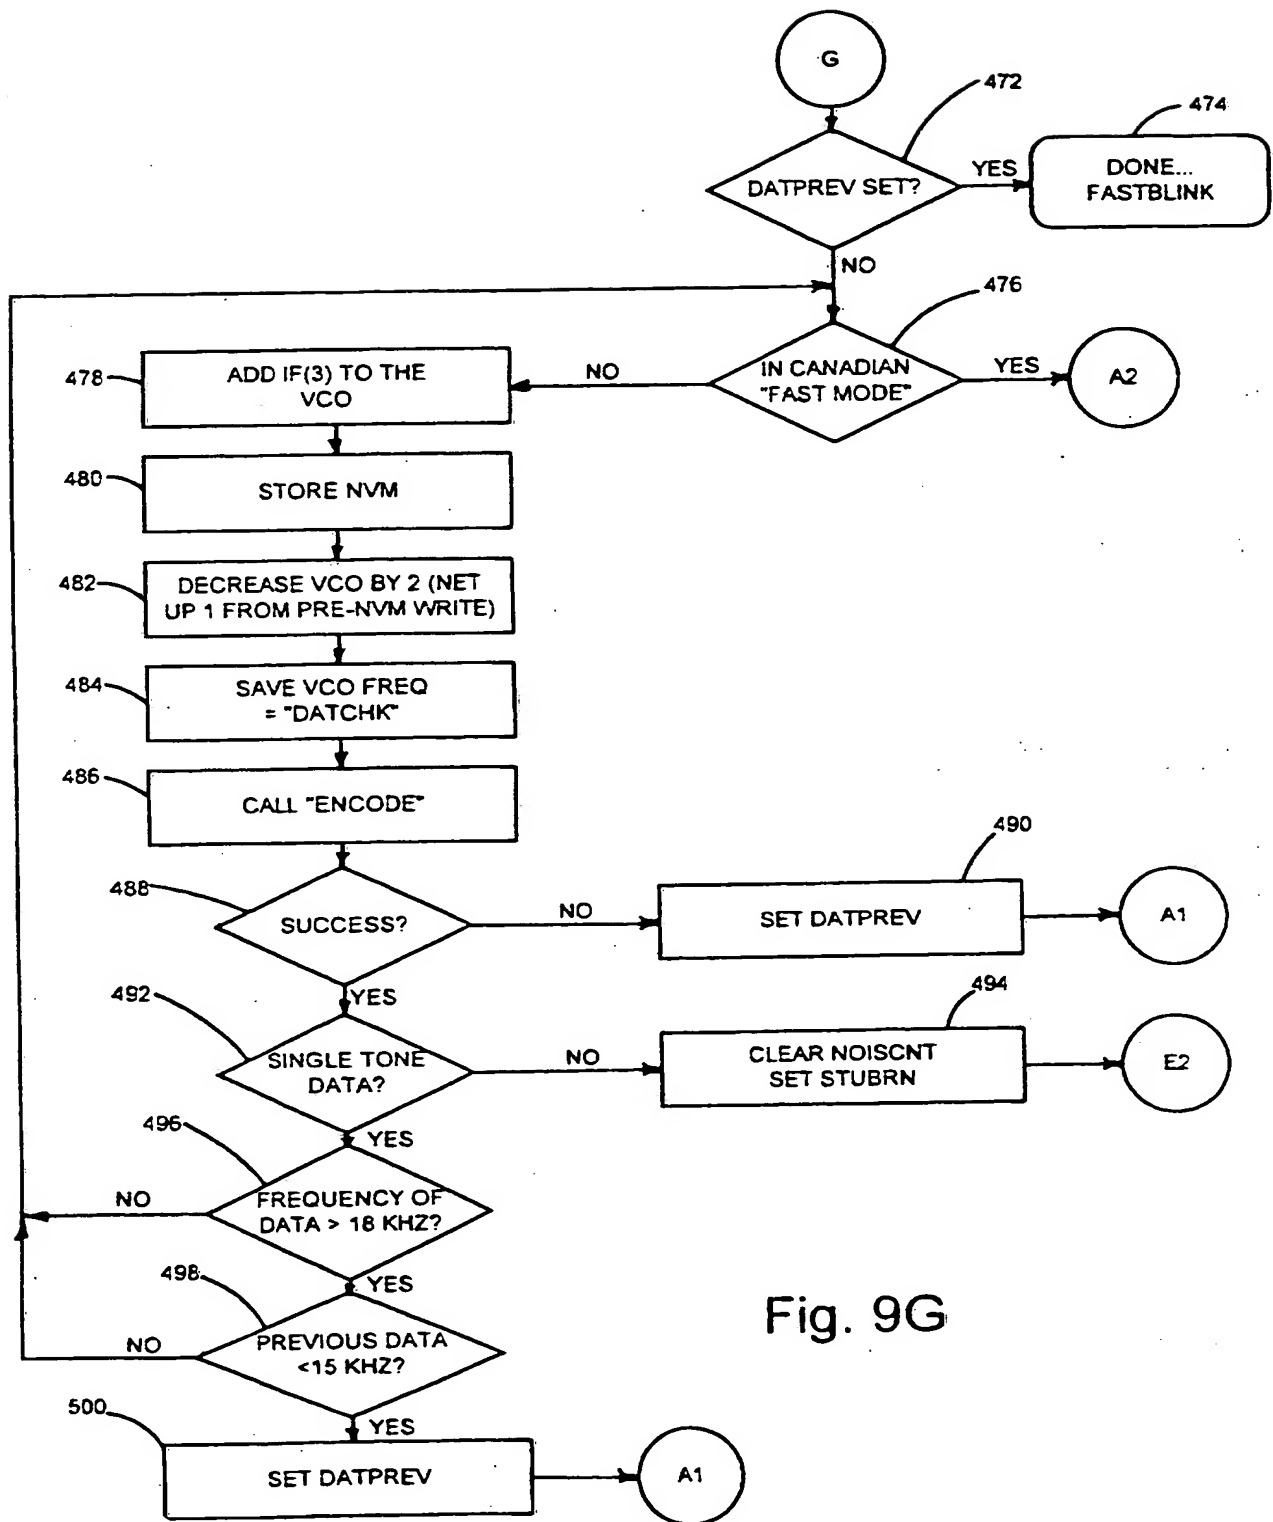 G
472
474
DATPREV SET?
YES
DONE...
FASTBLINK
NO
476
478
ADD IF(3) TO THE
VCO
NO
IN CANADIAN
"FAST MODE"
YES
A2
480
STORE NVM
482
DECREASE VCO BY 2 (NET
UP 1 FROM PRE-NVM WRITE)
484
SAVE VCO FREQ
= "DATCHK"
486
CALL "ENCODE"
488
SUCCESS?
NO
490
SET DATPREV
A1
YES
492
SINGLE TONE
DATA?
NO
494
CLEAR NOISCNT
SET STUBRN
E2
YES
496
NO
FREQUENCY OF
DATA > 18 KHZ?
YES
498
NO
PREVIOUS DATA
<15 KHZ?
Fig. 9G
YES
500
SET DATPREV
A1